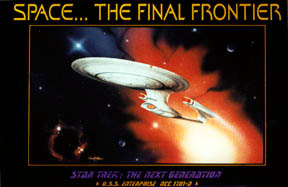 SPACE... THE FINAL FRONTIER
STAR TREK: THE NEXT GENERATION
U.S.S. ENTERPRISE NCC 1701-D